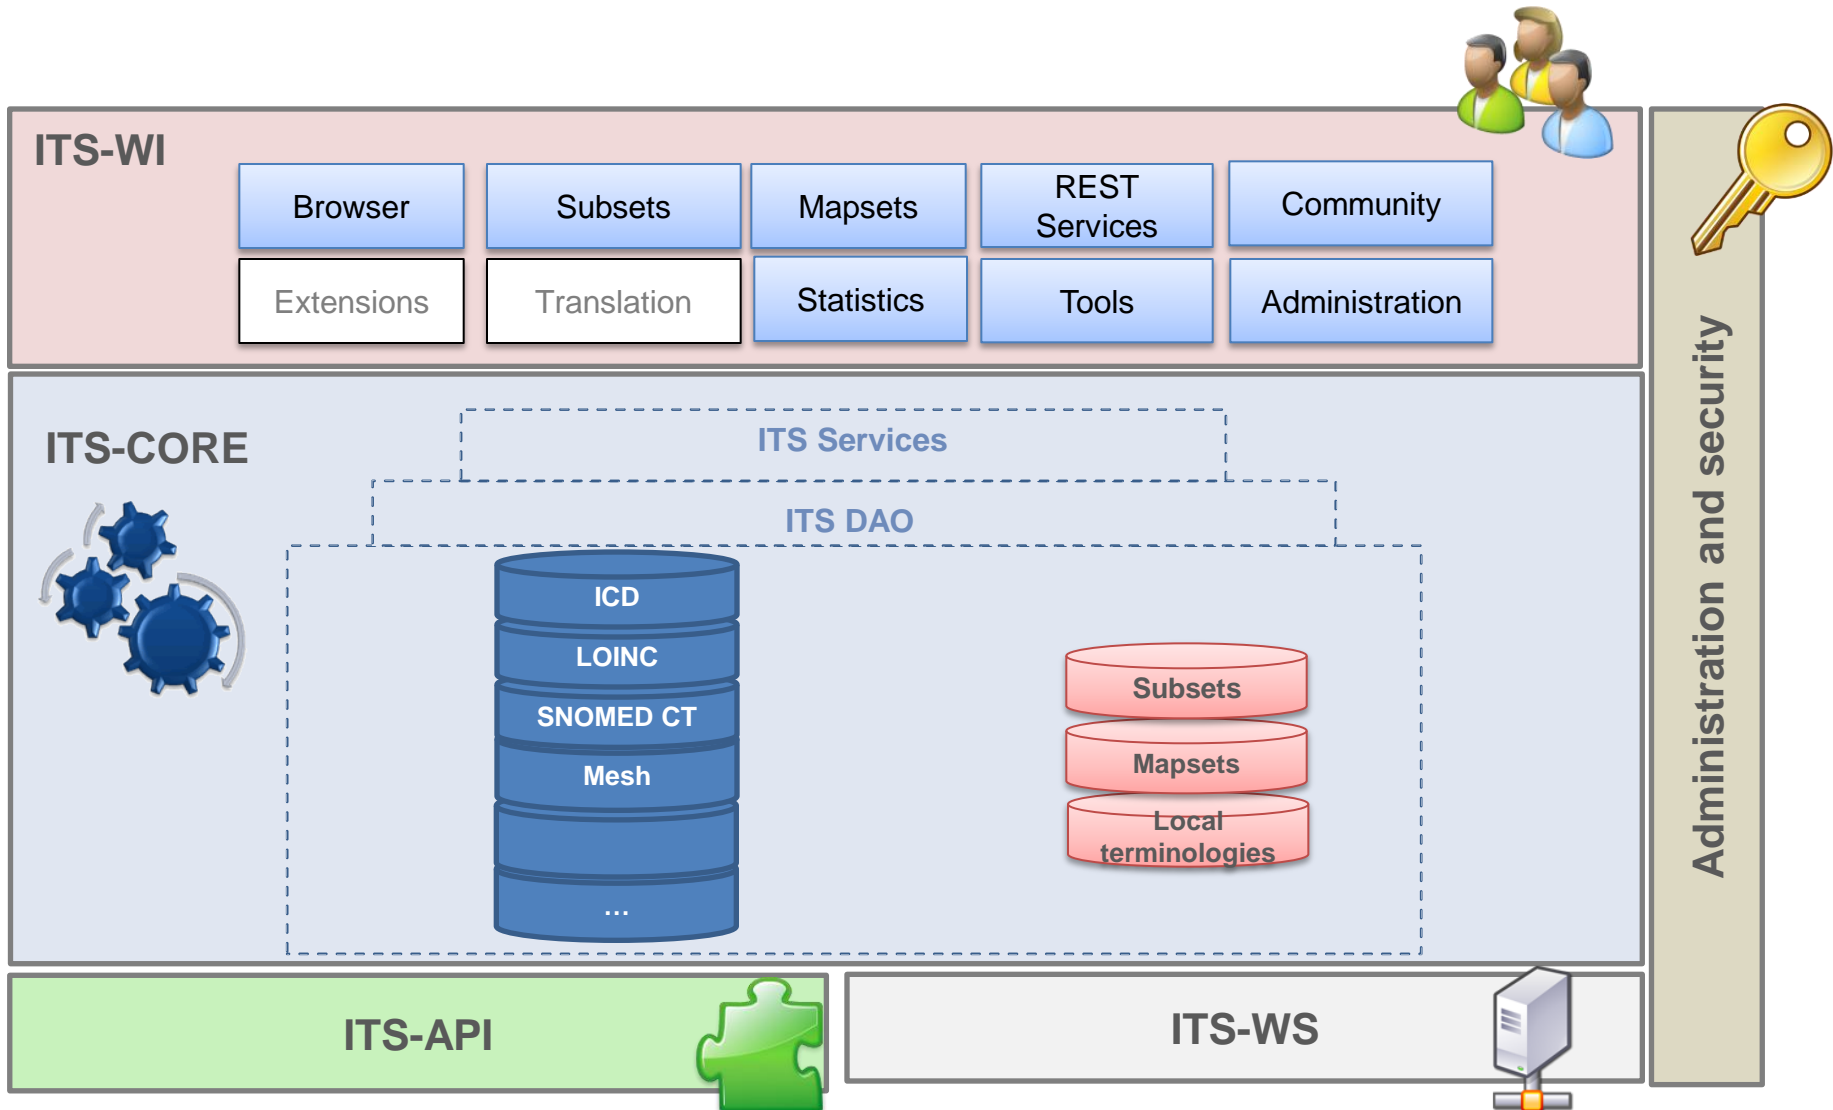 ITS-WI
Browser
Subsets
Mapsets
REST
Services
Community
Extensions
Translation
Statistics
Tools
Administration
ITS-CORE
ITS Services
ITS DAO
ICD
LOINC
SNOMED CT
Mesh
…
Subsets
Mapsets
Local
terminologies
ITS-API
ITS-WS
Administration and security